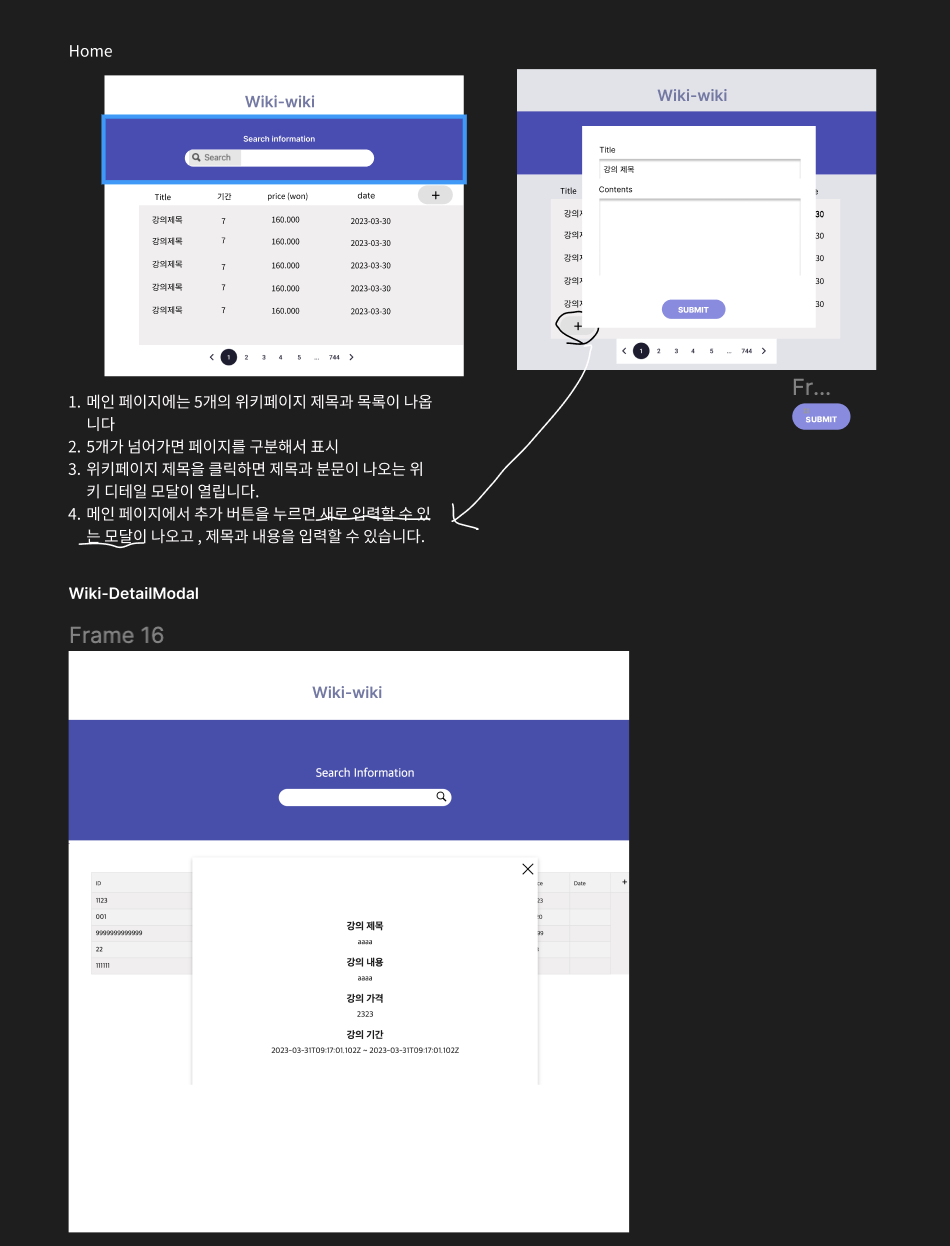 Home
Wiki-wiki
Search information
Search
Title 기간 price (won) date +
강의제목 7 160.000 2023-03-30
강의제목 7 160.000 2023-03-30
강의제목 7 160.000 2023-03-30
강의제목 7 160.000 2023-03-30
강의제목 7 160.000 2023-03-30
< 1 2 3 4 5 ... 744 >
Wiki-wiki
Title
강의 제목
Contents
SUBMIT
Title e
강의제 30
강의제 30
강의제 30
강의제 30
강의제 30
+
< 1 2 3 4 5 ... 744 >
Fr...
SUBMIT
1. 메인 페이지에는 5개의 위키페이지 제목과 목록이 나옵
니다
2. 5개가 넘어가면 페이지를 구분해서 표시
3. 위키페이지 제목을 클릭하면 제목과 분문이 나오는 위
키 디테일 모달이 열립니다.
4. 메인 페이지에서 추가 버튼을 누르면 새로 입력할 수 있
는 모달이 나오고 , 제목과 내용을 입력할 수 있습니다.
Wiki-DetailModal
Frame 16
Wiki-wiki
Search Information
ID ce Date +
1123 23
001
9999999999999 99
22
111111
강의 제목
aaaa
강의 내용
aaaa
강의 가격
2323
강의 기간
2023-03-31T09:17:01.102Z ~ 2023-03-31T09:17:01.102Z